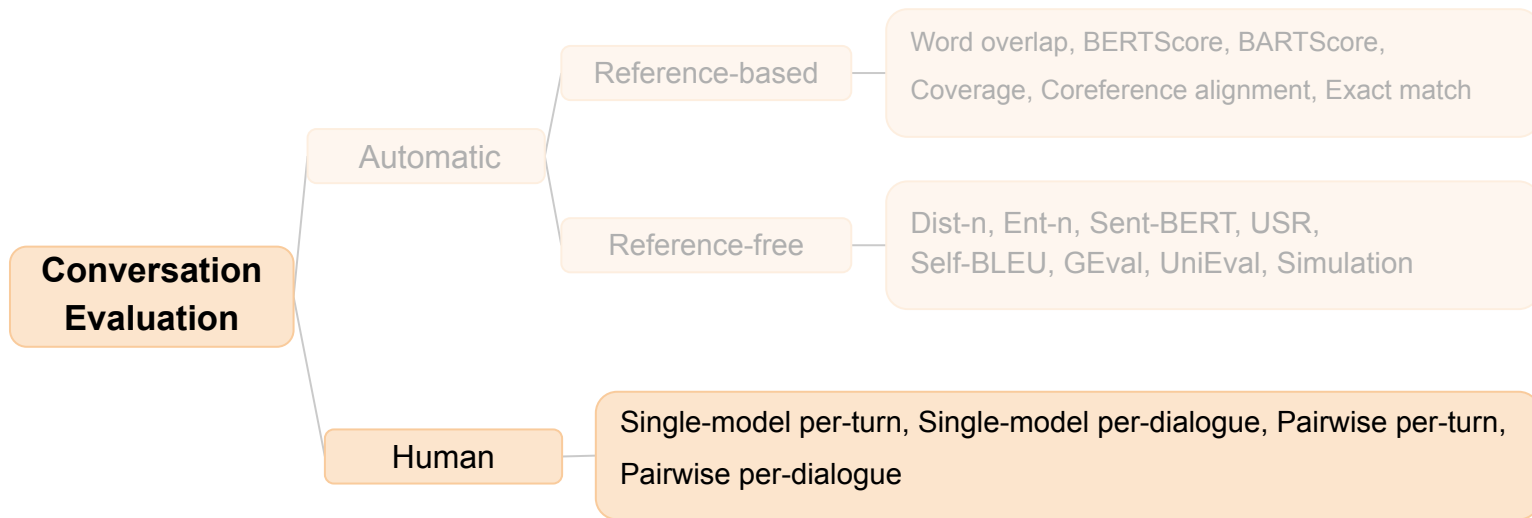 Word overlap, BERTScore, BARTScore,
Coverage, Coreference alignment, Exact match
Reference-based
Automatic
Reference-free
Dist-n, Ent-n, Sent-BERT, USR,
Self-BLEU, GEval, UniEval, Simulation
Conversation
Evaluation
Human
Single-model per-turn, Single-model per-dialogue, Pairwise per-turn,
Pairwise per-dialogue